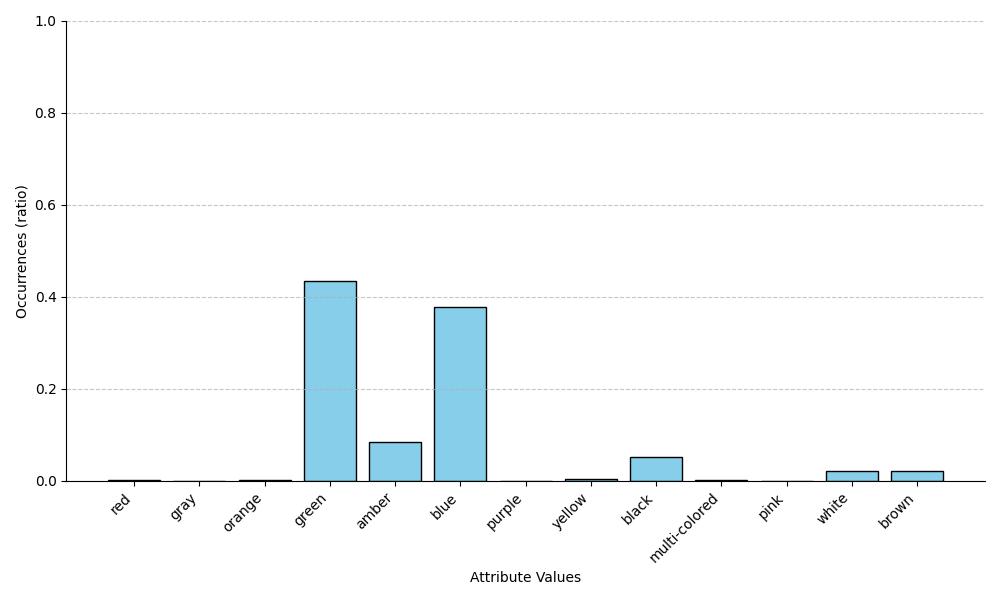 1.0
0.8
0.6
0.4
0.2
0.0
Occurrences (ratio)
red
gray
orange
green
amber
blue
purple
yellow
black
multi-colored
pink
white
brown
Attribute Values